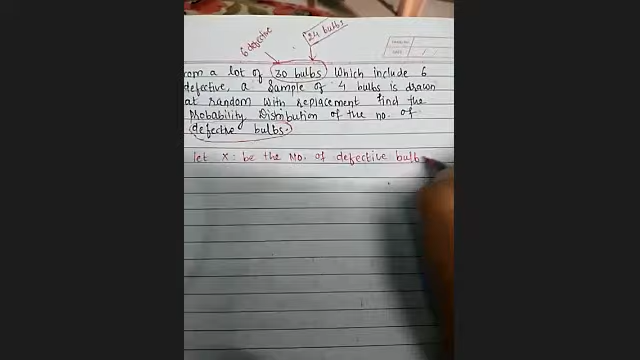 6 defective
24 bulbs
rom a lot of 30 bulbs Which include 6
defective, a Sample of 4 bulbs is drawn
at random with replacement find the
Probability Distribution of the no. of
defective bulbs.
let X: be the No. of defective bulb